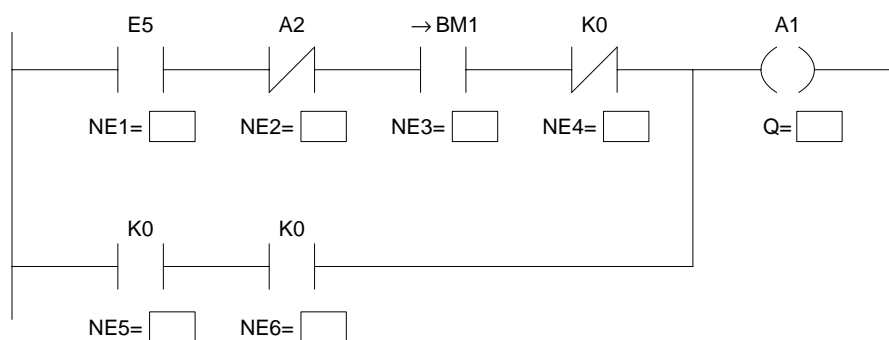 E5 A2 →BM1 K0 A1
NE1= NE2= NE3= NE4= Q=
K0 K0
NE5= NE6=